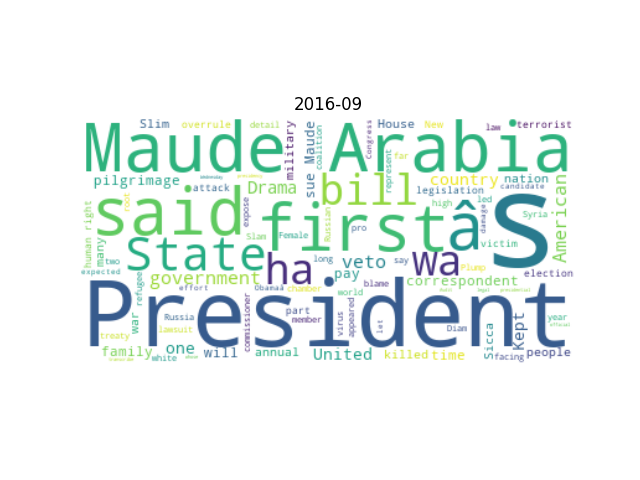 2016-09
Slim overrule detail military sue Maude coalition Congress House New law terrorist
Maude Arabia
pilgrimage attack Drama bill represent far country nation American
said expose legislation candidate
human right many Slam Female Russian first high led damage Syria victim
State ha long pro veto say wa S
two expected refugee government pay blame Plump correspondent election
effort Obamaâ chamber world
President
war Russia lawsuit commissioner part member virus appeared let Diam Sicca Kept year
treaty family one will annual United killed time facing people
white